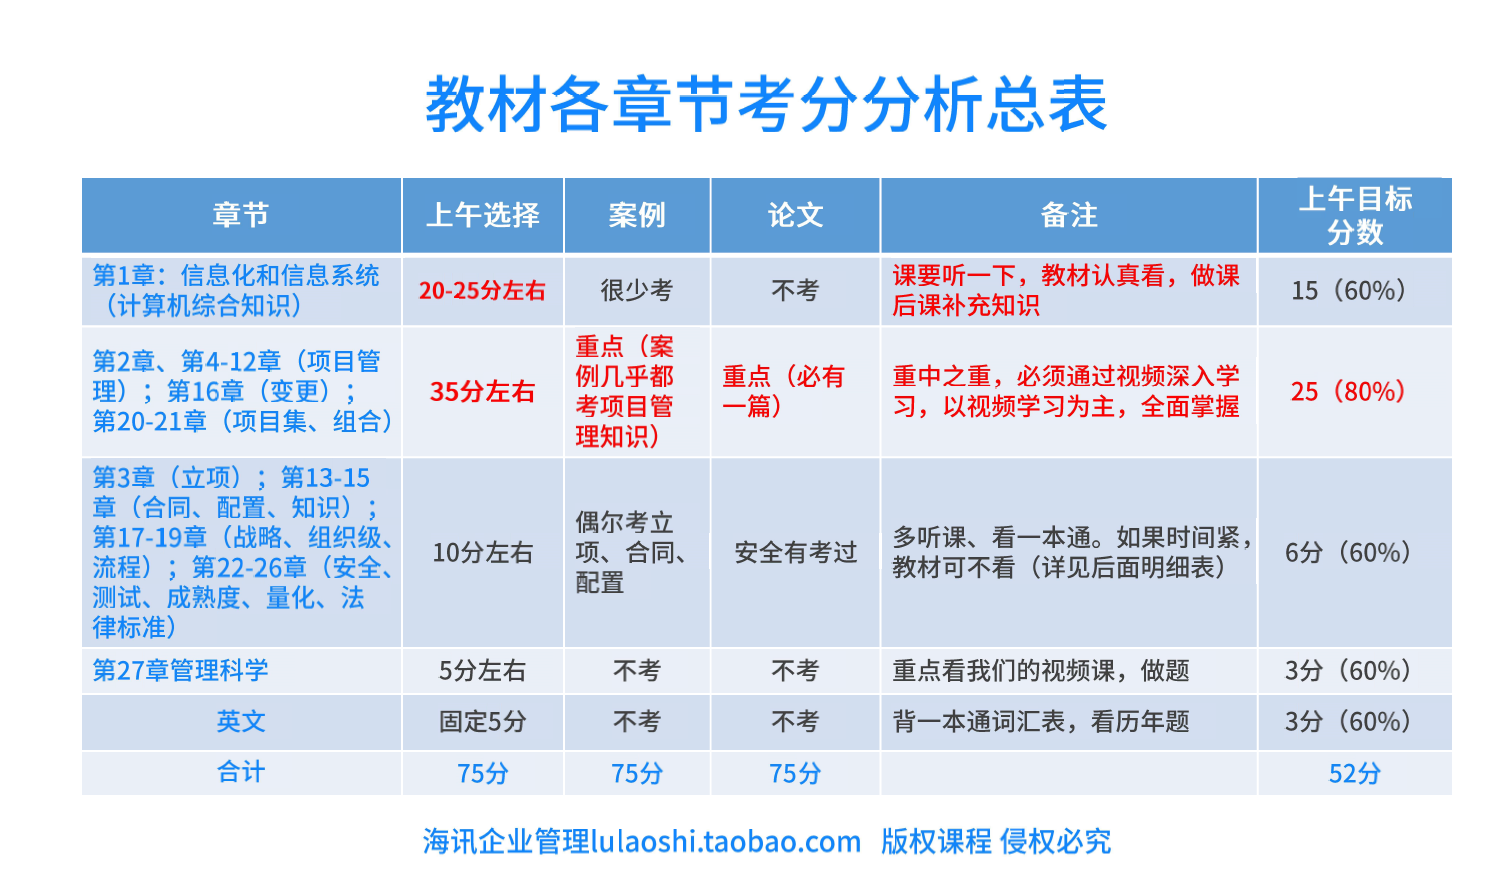 教材各章节考分分析总表
章节
上午选择
案例
论文
备注
上午目标
分数
第1章：信息化和信息系统
（计算机综合知识）
20-25分左右
很少考
不考
课要听一下，教材认真看，做课
后课补充知识
15（60%）
第2章、第4-12章（项目管
理）；第16章（变更）；
第20-21章（项目集、组合）
35分左右
重点（案
例几乎都
考项目管
理知识）
重点（必有
一篇）
重中之重，必须通过视频深入学
习，以视频学习为主，全面掌握
25（80%）
第3章（立项）；第13-15
章（合同、配置、知识）；
第17-19章（战略、组织级、
流程）；第22-26章（安全、
测试、成熟度、量化、法
律标准）
10分左右
偶尔考立
项、合同、
配置
安全有考过
多听课、看一本通。如果时间紧，
教材可不看（详见后面明细表）
6分（60%）
第27章管理科学
5分左右
不考
不考
重点看我们的视频课，做题
3分（60%）
英文
固定5分
不考
不考
背一本通词汇表，看历年题
3分（60%）
合计
75分
75分
75分
52分
海讯企业管理lulaoshi.taobao.com 版权课程 侵权必究